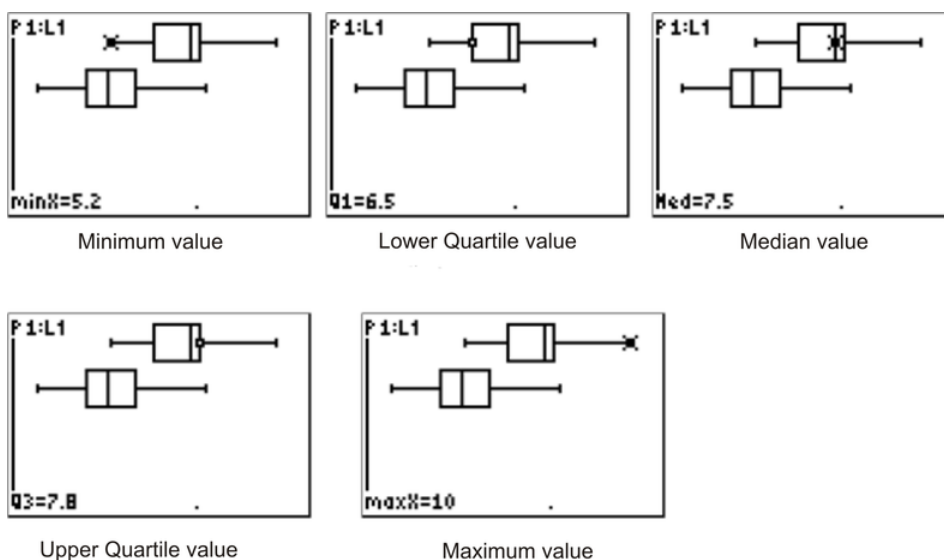 P1:L1
minX=5.2
Minimum value
P1:L1
Q1=6.5
Lower Quartile value
P1:L1
Med=7.5
Median value
P1:L1
Q3=7.8
Upper Quartile value
P1:L1
maxX=10
Maximum value